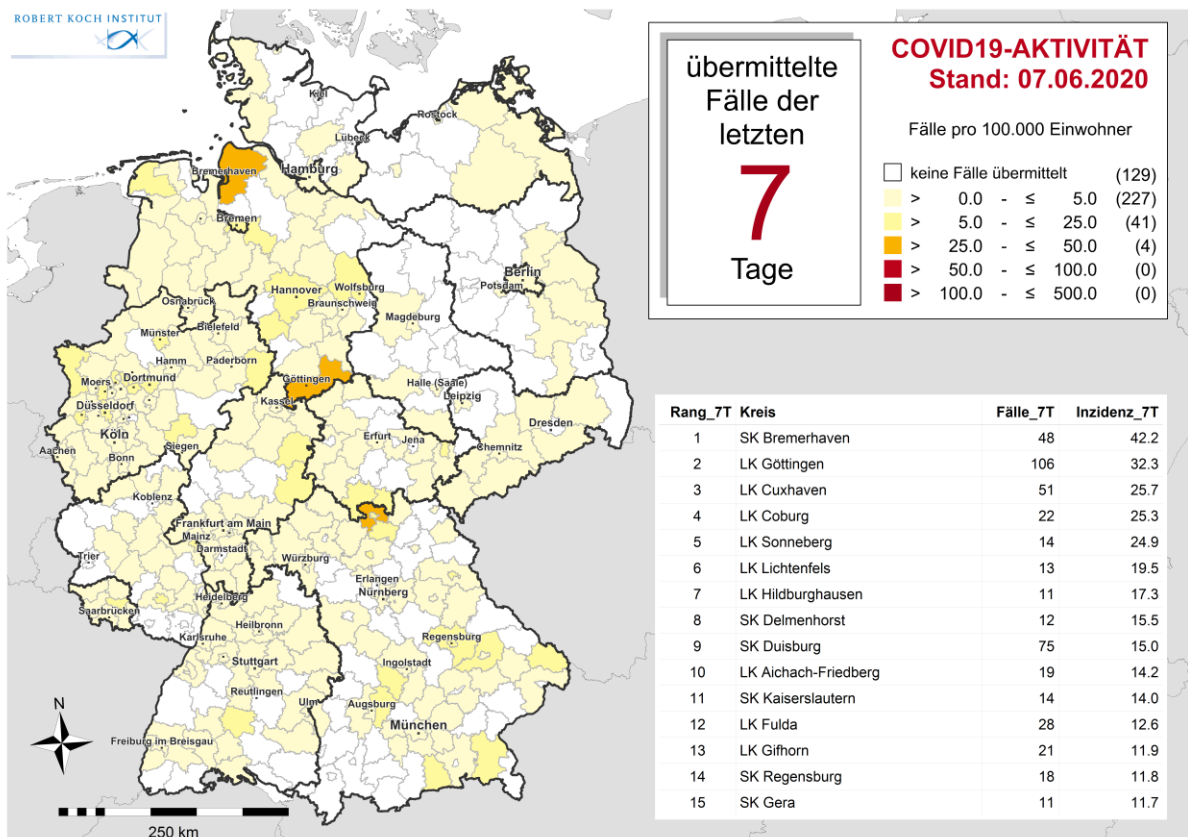 ROBERT KOCH INSTITUT
übermittelte
Fälle der
letzten
7
Tage
COVID19-AKTIVITÄT
Stand: 07.06.2020
Fälle pro 100.000 Einwohner
keine Fälle übermittelt (129)
> 0.0 - ≤ 5.0 (227)
> 5.0 - ≤ 25.0 (41)
> 25.0 - ≤ 50.0 (4)
> 50.0 - ≤ 100.0 (0)
> 100.0 - ≤ 500.0 (0)
Kiel
Rostock
Lübeck
Hamburg
Bremerhaven
Bremen
Berlin
Potsdam
Hannover
Wolfsburg
Braunschweig
Magdeburg
Osnabrück
Bielefeld
Münster
Hamm
Paderborn
Moers
Dortmund
Göttingen
Halle (Saale)
Leipzig
Kassel
Düsseldorf
Köln
Dresden
Erfurt
Jena
Chemnitz
Siegen
Aachen
Bonn
Koblenz
Frankfurt am Main
Mainz
Darmstadt
Trier
Würzburg
Erlangen
Nürnberg
Heidelberg
Saarbrücken
Heilbronn
Karlsruhe
Regensburg
Stuttgart
Ingolstadt
Reutlingen
Ulm
Augsburg
München
Freiburg im Breisgau
N
250 km
Rang_7T Kreis Fälle_7T Inzidenz_7T
1 SK Bremerhaven 48 42.2
2 LK Göttingen 106 32.3
3 LK Cuxhaven 51 25.7
4 LK Coburg 22 25.3
5 LK Sonneberg 14 24.9
6 LK Lichtenfels 13 19.5
7 LK Hildburghausen 11 17.3
8 SK Delmenhorst 12 15.5
9 SK Duisburg 75 15.0
10 LK Aichach-Friedberg 19 14.2
11 SK Kaiserslautern 14 14.0
12 LK Fulda 28 12.6
13 LK Gifhorn 21 11.9
14 SK Regensburg 18 11.8
15 SK Gera 11 11.7